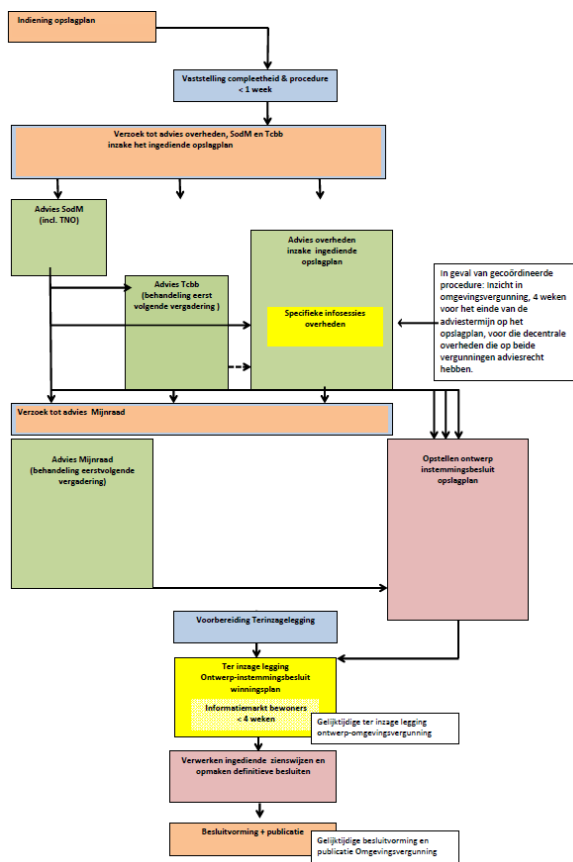 Indiening opslagplan
Vaststelling compleetheid & procedure
< 1 week
Verzoek tot advies overheden, SodM en Tcbb
inzake het ingediende opslagplan
Advies SodM
(incl. TNO)
Advies Tcbb
(behandeling eerst
volgende vergadering )
Advies overheden
inzake  ingediende
opslagplan
Specifieke infosessies
overheden
In geval van gecoördineerde
procedure: Inzicht in
omgevingsvergunning, 4 weken
voor het einde van de
adviestermijn op het
opslagplan, voor die decentrale
overheden die op beide
vergunningen adviesrecht
hebben.
Verzoek tot advies  Mijnraad
Advies Mijnraad
(behandeling eerstvolgende
vergadering)
Opstellen ontwerp
instemmingsbesluit
opslagplan
Voorbereiding Terinzagelegging
Ter inzage legging
Ontwerp-instemmingsbesluit
winningsplan
Informatiemarkt bewoners
< 4 weken
Gelijktijdige ter inzage legging
ontwerp-omgevingsvergunning
Verwerken ingediende  zienswijzen en
opmaken definitieve besluiten
Besluitvorming + publicatie
Gelijktijdige besluitvorming en
publicatie Omgevingsvergunning